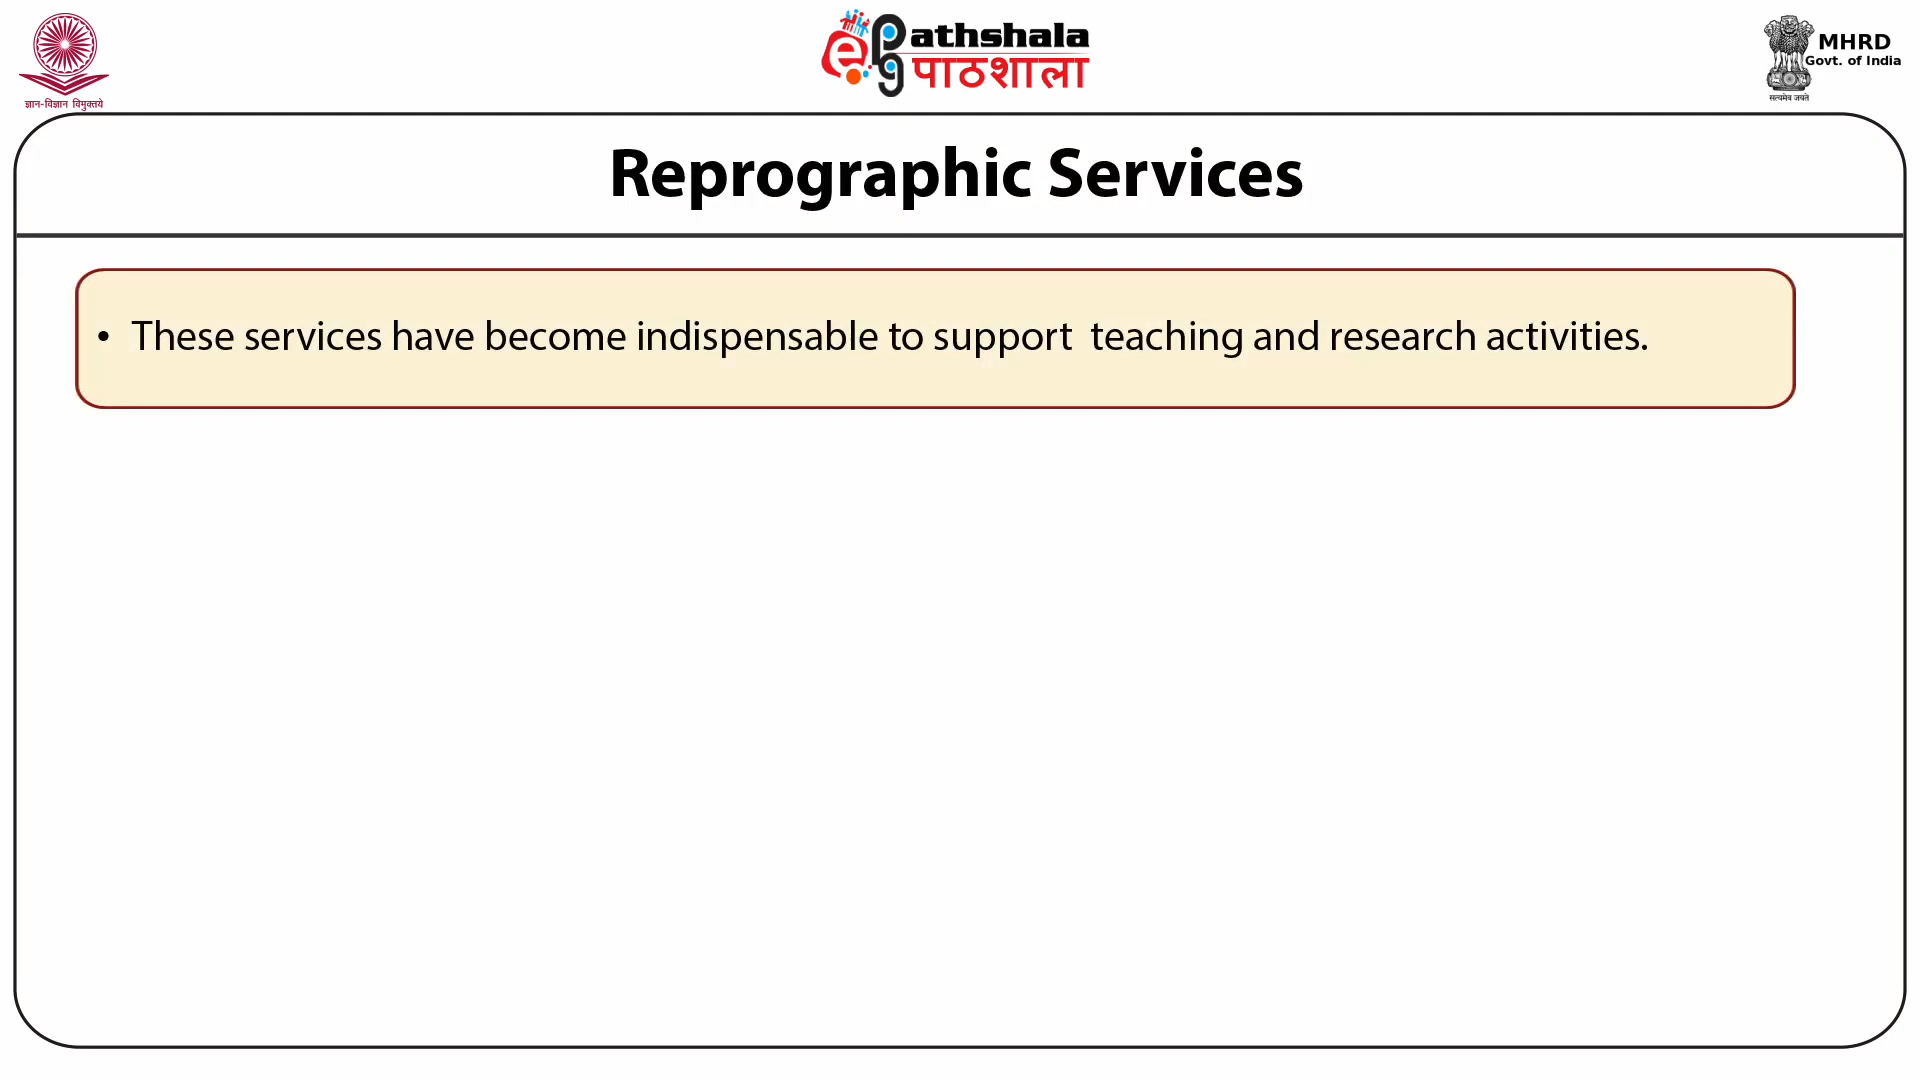 ज्ञान-विज्ञान विमुक्तये
ePGathshala
पाठशाला
MHRD
Govt. of India
सत्यमेव जयते
Reprographic Services
• These services have become indispensable to support  teaching and research activities.